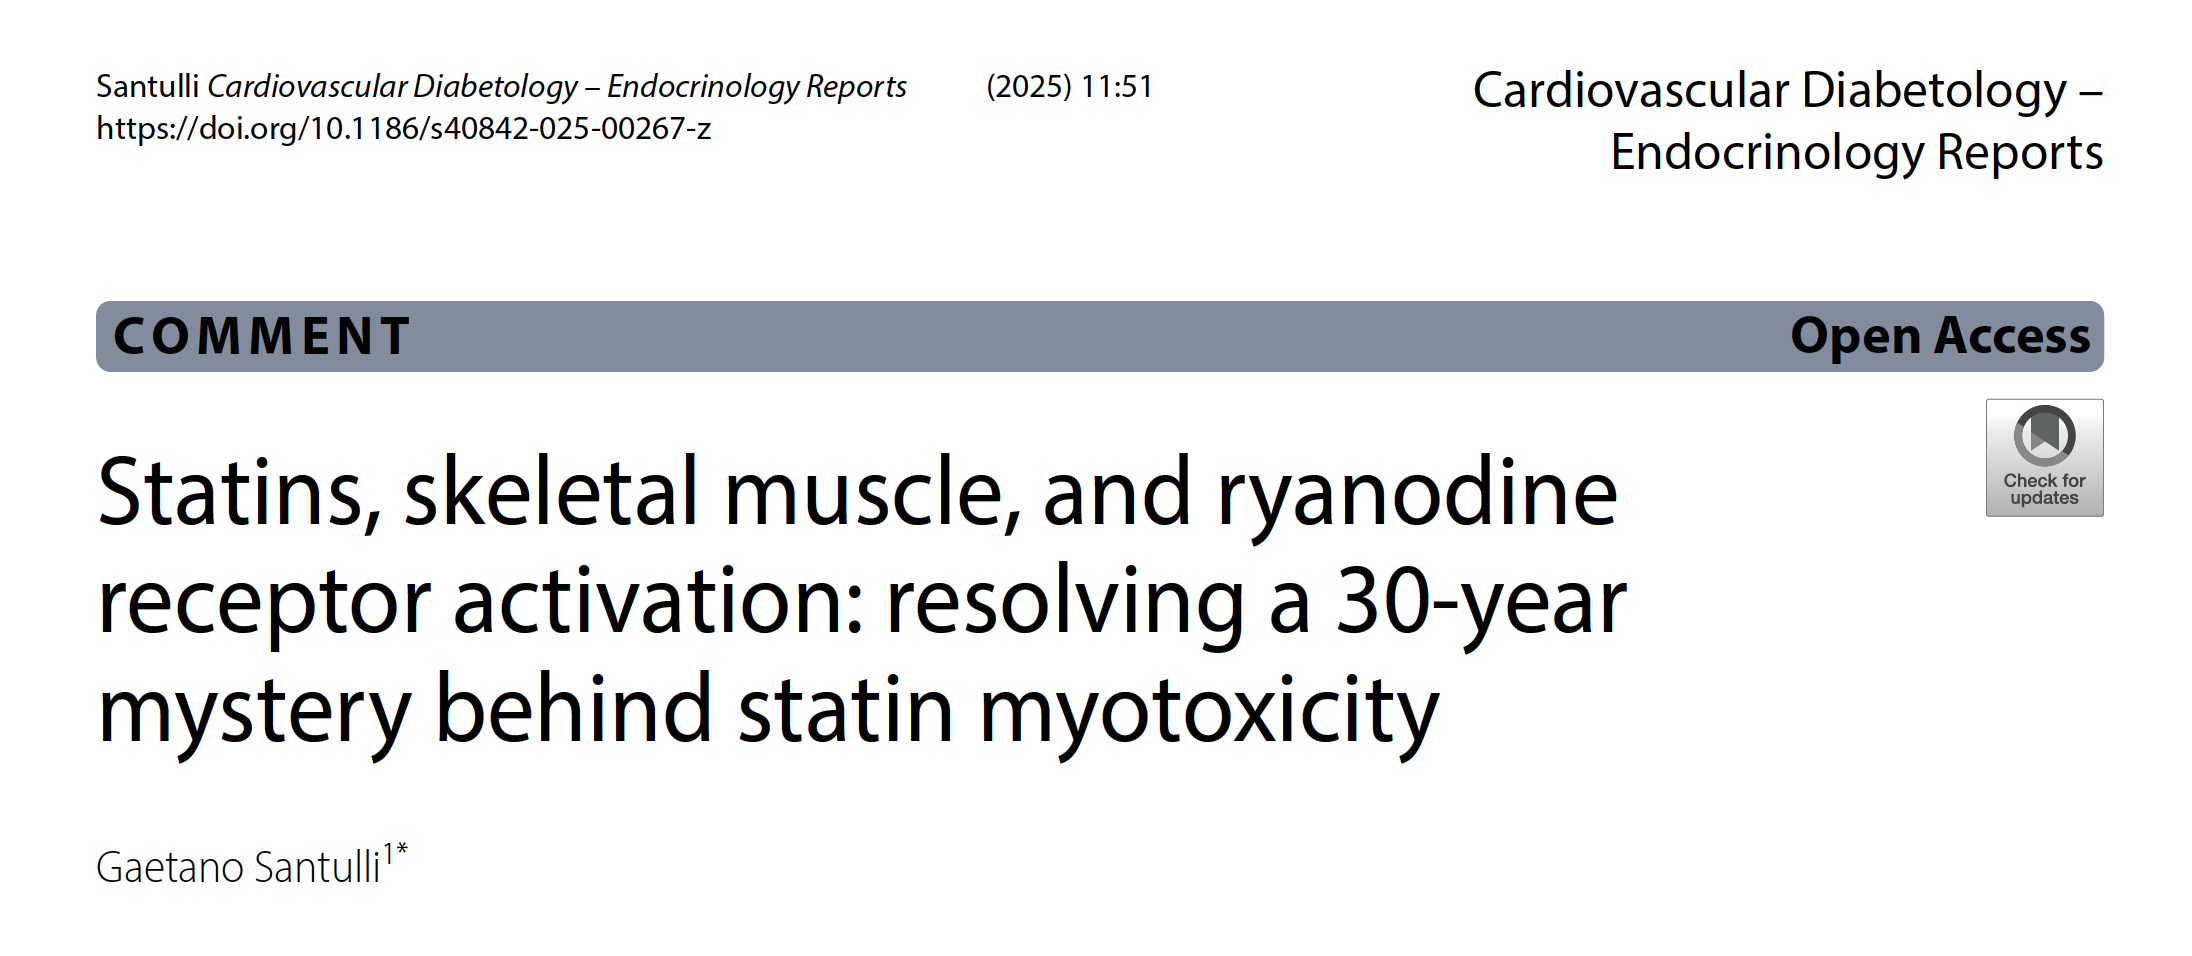 Santulli Cardiovascular Diabetology – Endocrinology Reports (2025) 11:51
https://doi.org/10.1186/s40842-025-00267-z
Cardiovascular Diabetology –
Endocrinology Reports
COMMENT
Open Access
Check for
updates
Statins, skeletal muscle, and ryanodine
receptor activation: resolving a 30-year
mystery behind statin myotoxicity
Gaetano Santulli1*